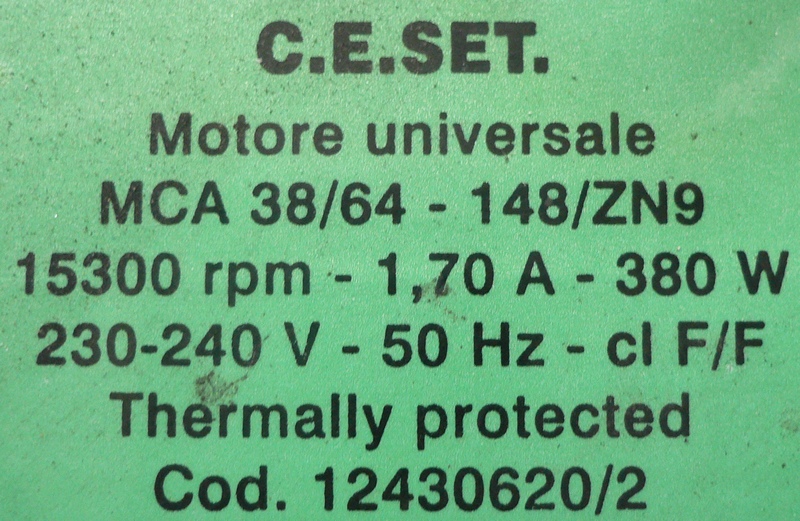 C.E.SET.
Motore universale
MCA 38/64 - 148/ZN9
15300 rpm - 1,70 A - 380 W
230-240 V - 50 Hz - cl F/F
Thermally protected
Cod. 12430620/2